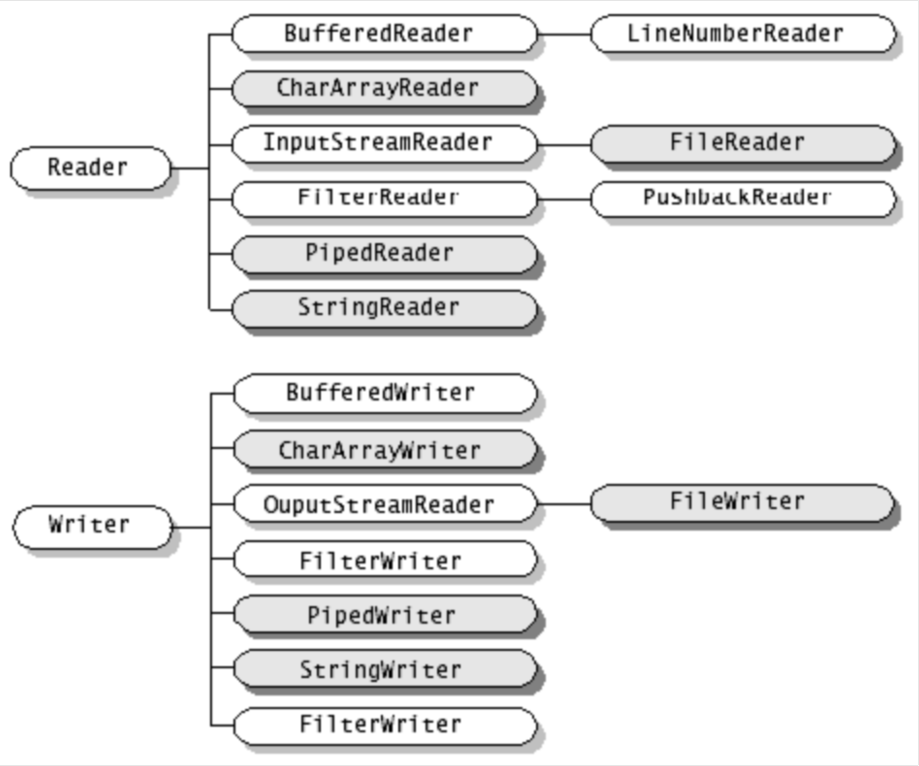 BufferedReader
LineNumberReader
CharArrayReader
InputStreamReader
FileReader
Reader
FilterReader
PushbackReader
PipedReader
StringReader
BufferedWriter
CharArrayWriter
OuputStreamReader
FileWriter
Writer
FilterWriter
PipedWriter
StringWriter
FilterWriter